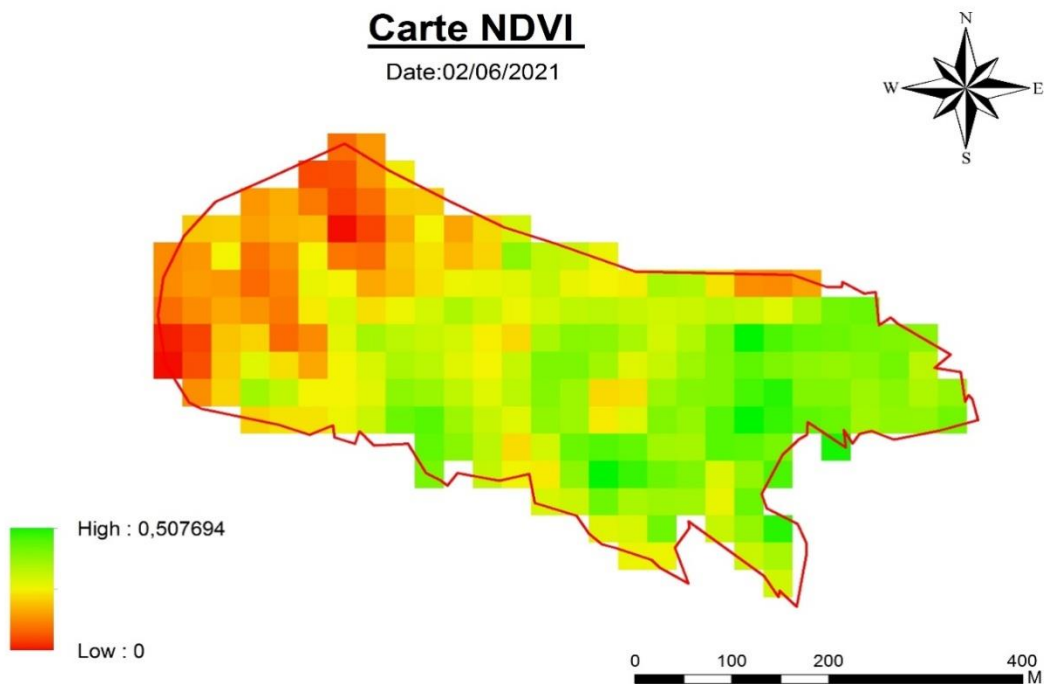 Carte NDVI
Date:02/06/2021
N
W
E
S
High : 0,507694
Low : 0
0 100 200 400
M